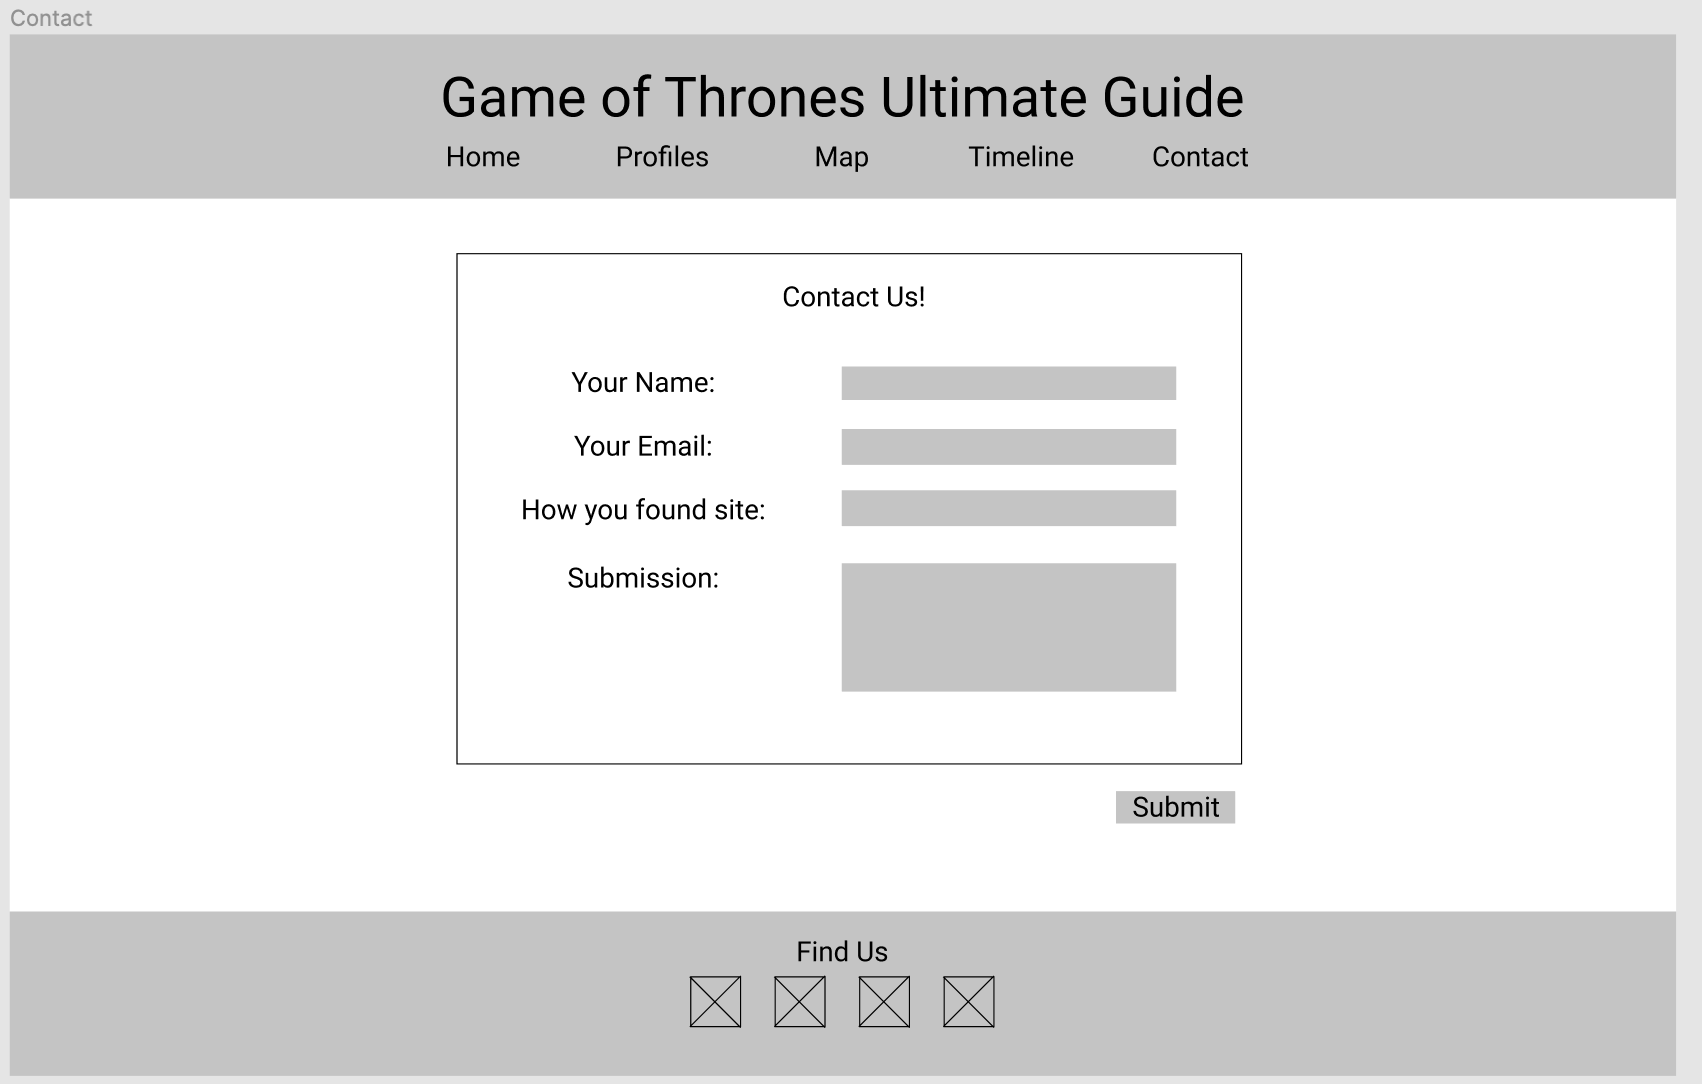 Contact
Game of Thrones Ultimate Guide
Home Profiles Map Timeline Contact
Contact Us!
Your Name:
Your Email:
How you found site:
Submission:
Submit
Find Us